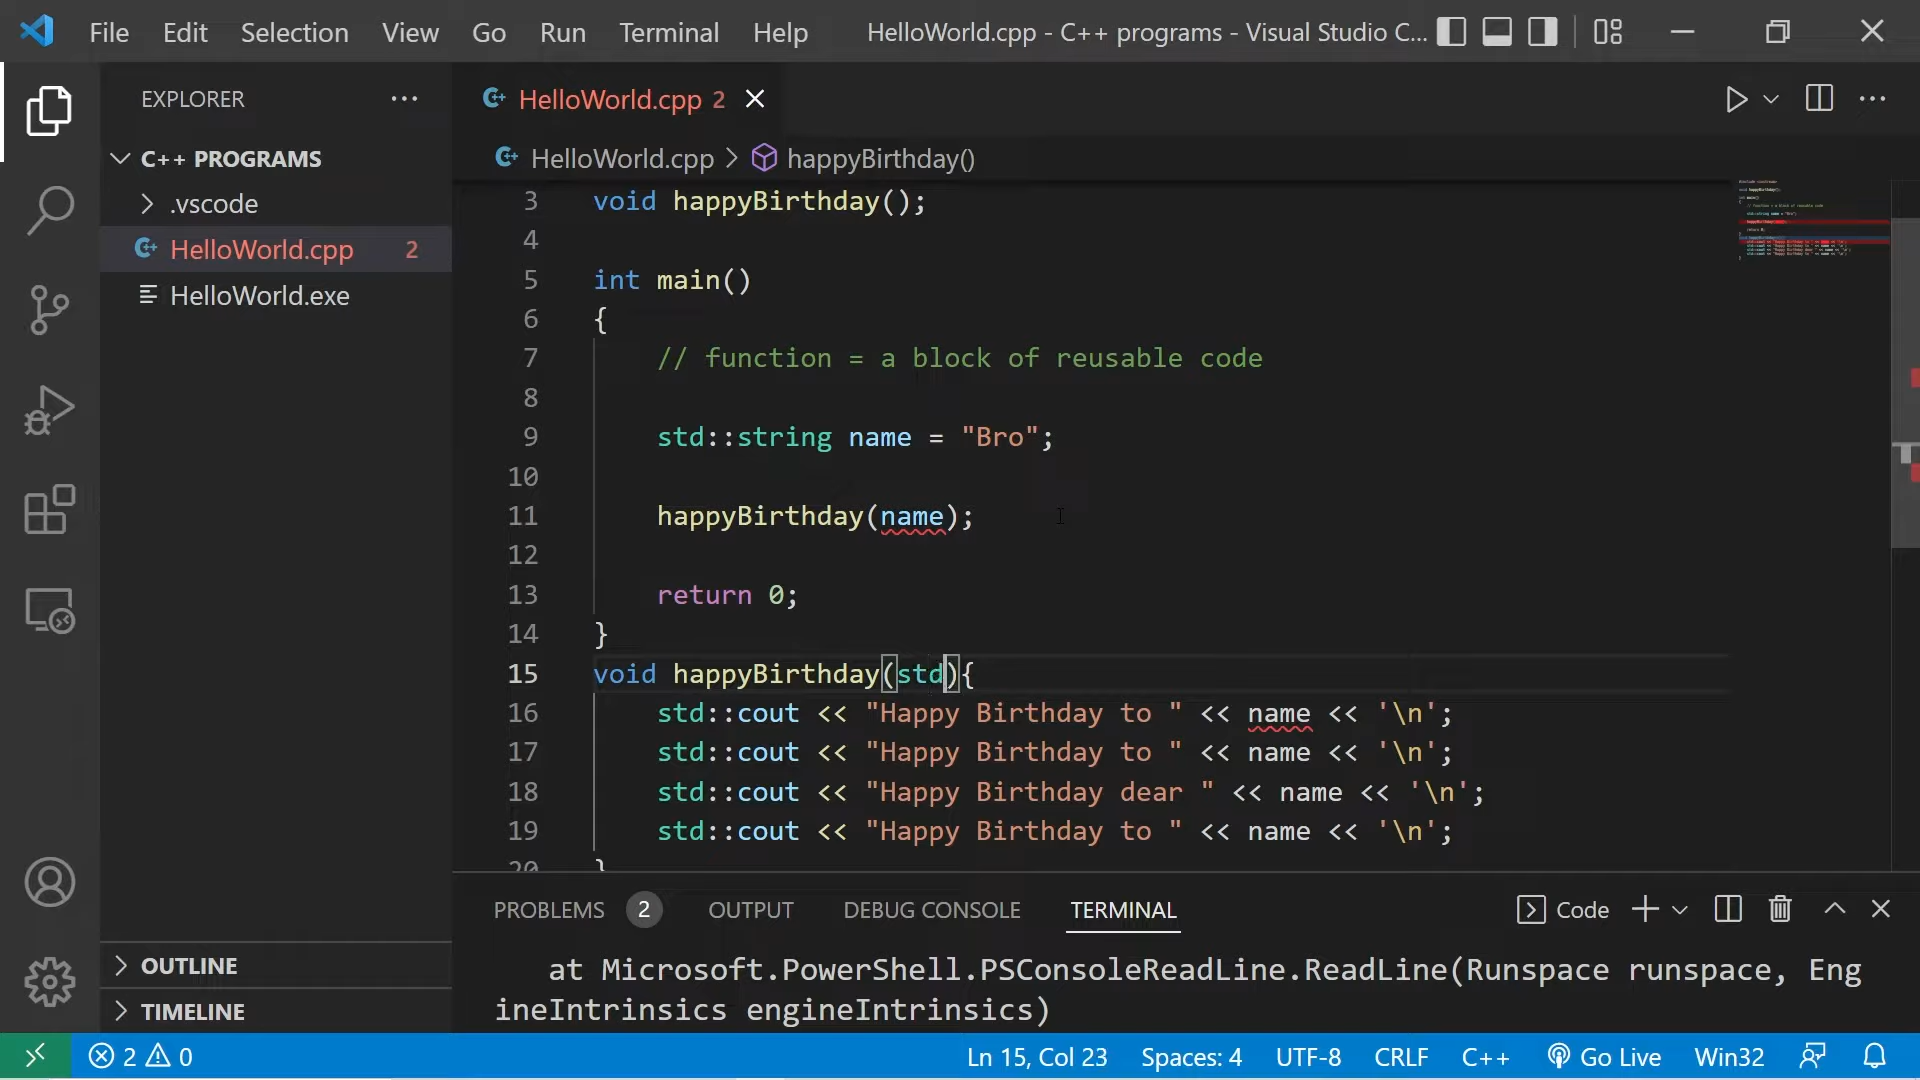 File Edit Selection View Go Run Terminal Help HelloWorld.cpp - C++ programs - Visual Studio C...
EXPLORER
C++ PROGRAMS
.vscode
HelloWorld.cpp 2
HelloWorld.exe
OUTLINE
TIMELINE
HelloWorld.cpp 2
HelloWorld.cpp > happyBirthday()
3 void happyBirthday();
4
5 int main()
6 {
7 // function = a block of reusable code
8
9 std::string name = "Bro";
10
11 happyBirthday(name);
12
13 return 0;
14 }
15 void happyBirthday(std){
16 std::cout << "Happy Birthday to " << name << '\n';
17 std::cout << "Happy Birthday to " << name << '\n';
18 std::cout << "Happy Birthday dear " << name << '\n';
19 std::cout << "Happy Birthday to " << name << '\n';
20 }
PROBLEMS 2 OUTPUT DEBUG CONSOLE TERMINAL Code
at Microsoft.PowerShell.PSConsoleReadLine.ReadLine(Runspace runspace, Eng
ineIntrinsics engineIntrinsics)
2 0 Ln 15, Col 23 Spaces: 4 UTF-8 CRLF C++ Go Live Win32